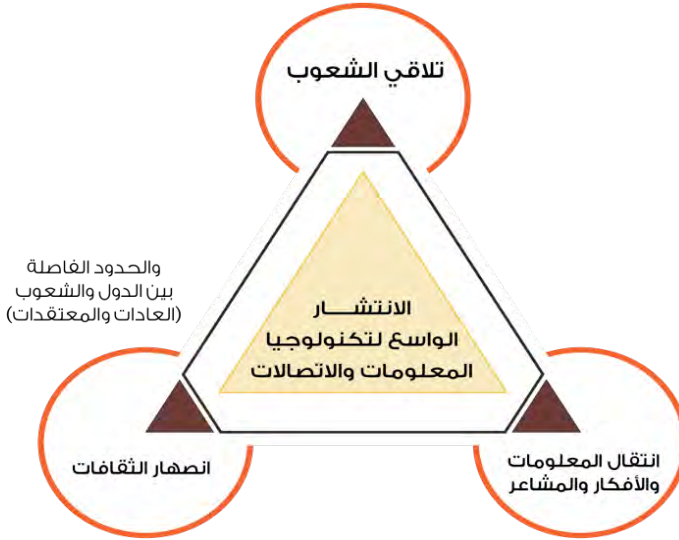 تلاقي الشعوب
والحدود الفاصلة
بين الدول والشعوب
(العادات والمعتقدات)
الانتشــــار
الواسع لتكنولوجيا
المعلومات والاتصالات
انتقال المعلومات
والأفكار والمشاعر
انصهار الثقافات